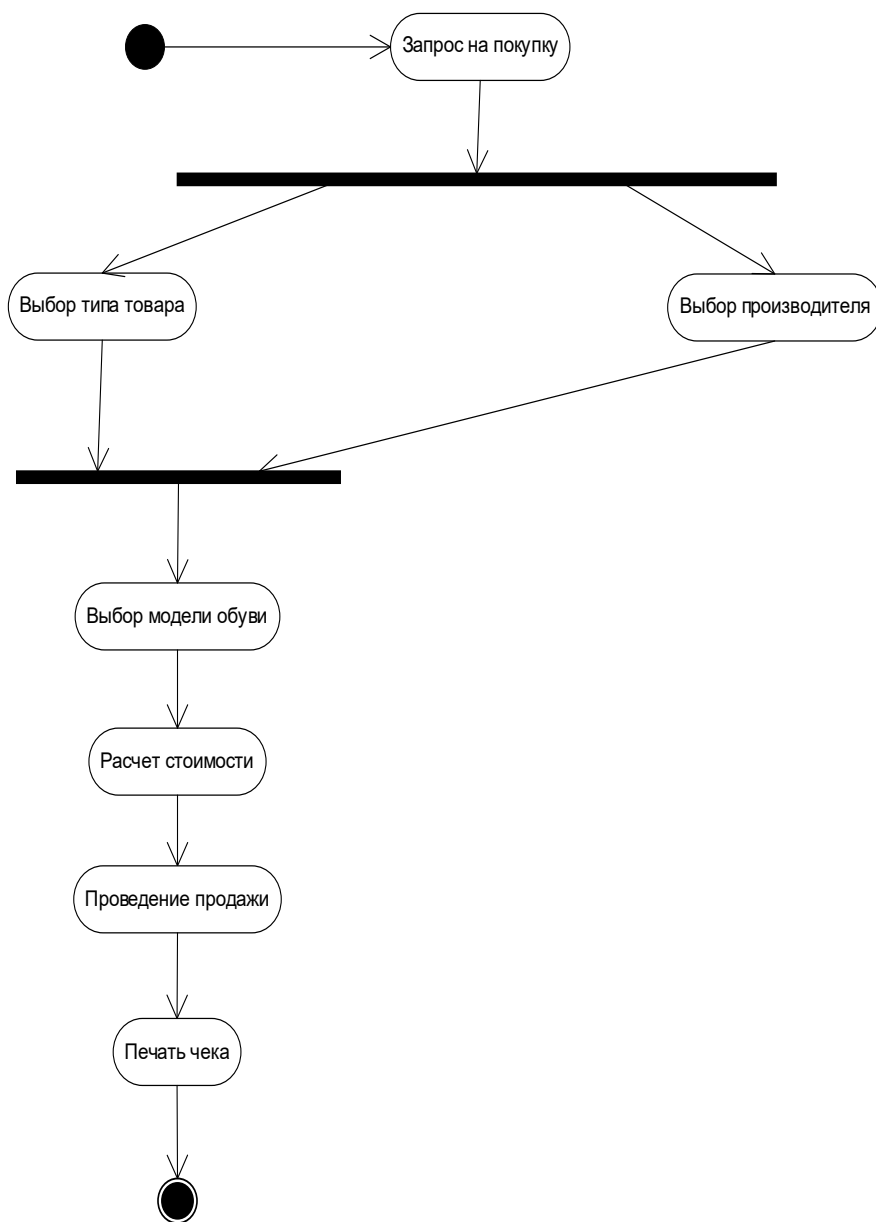 Запрос на покупку
Выбор типа товара
Выбор производителя
Выбор модели обуви
Расчет стоимости
Проведение продажи
Печать чека